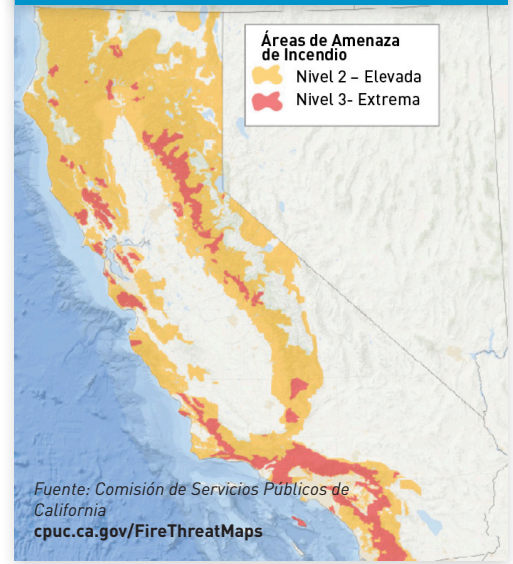 Áreas de Amenaza
de Incendio
Nivel 2 – Elevada
Nivel 3- Extrema
Fuente: Comisión de Servicios Públicos de
California
cpuc.ca.gov/FireThreatMaps